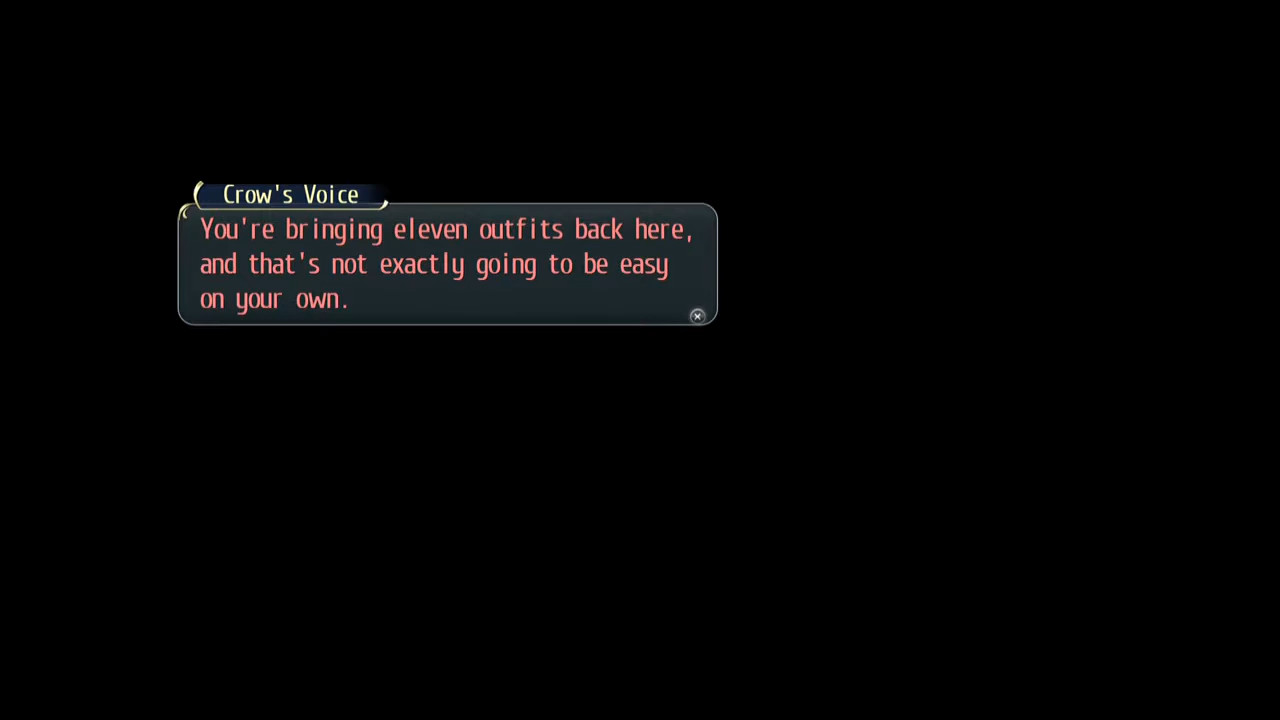 Crow's Voice
You're bringing eleven outfits back here,
and that's not exactly going to be easy
on your own.